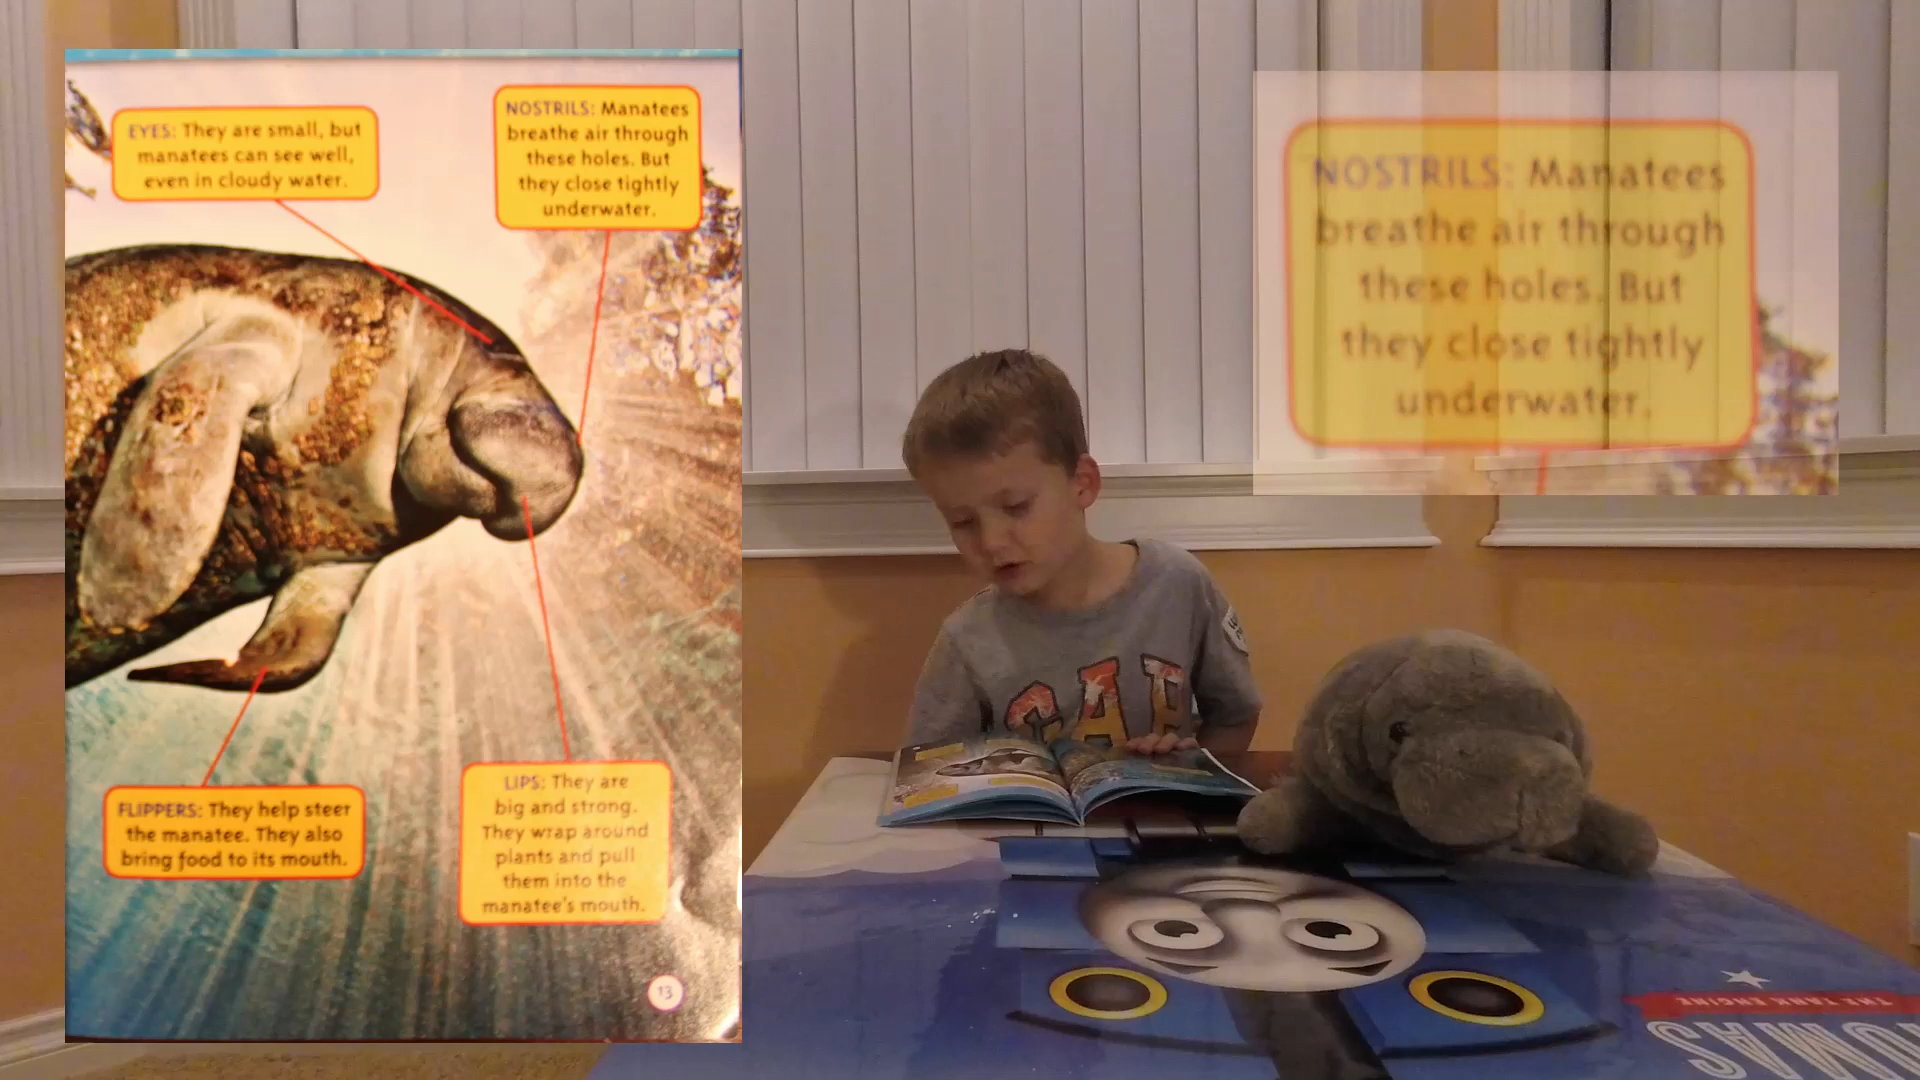 EYES: They are small, but
manatees can see well,
even in cloudy water.
NOSTRILS: Manatees
breathe air through
these holes. But
they close tightly
underwater.
FLIPPERS: They help steer
the manatee. They also
bring food to its mouth.
LIPS: They are
big and strong.
They wrap around
plants and pull
them into the
manatee's mouth.
13
NOSTRILS: Manatees
breathe air through
these holes. But
they close tightly
underwater.
GAP
THE TANK ENGINE
OMAS